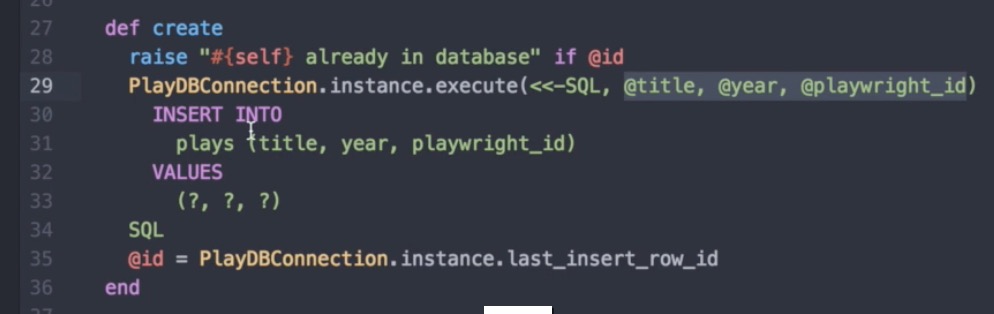 27 def create
28 raise "#{self} already in database" if @id
29 PlayDBConnection.instance.execute(<<-SQL, @title, @year, @playwright_id)
30 INSERT INTO
31 plays (title, year, playwright_id)
32 VALUES
33 (?, ?, ?)
34 SQL
35 @id = PlayDBConnection.instance.last_insert_row_id
36 end